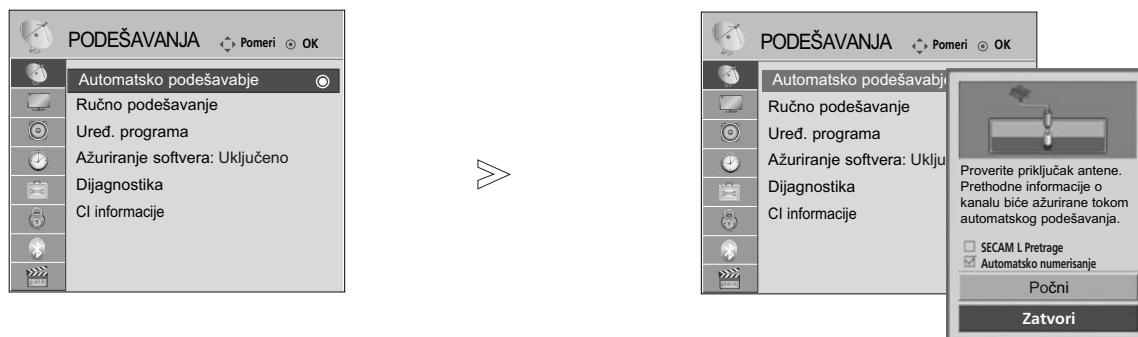 PODEŠAVANJA Pomeri OK
Automatsko podešavabje
Ručno podešavanje
Uređ. programa
Ažuriranje softvera: Uključeno
Dijagnostika
CI informacije
PODEŠAVANJA Pomeri OK
Automatsko podešavabj
Ručno podešavanje
Uređ. programa
Ažuriranje softvera: Uklju
Dijagnostika
CI informacije
Proverite priključak antene.
Prethodne informacije o
kanalu biće ažurirane tokom
automatskog podešavanja.
SECAM L Pretrage
Automatsko numerisanje
Počni
Zatvori